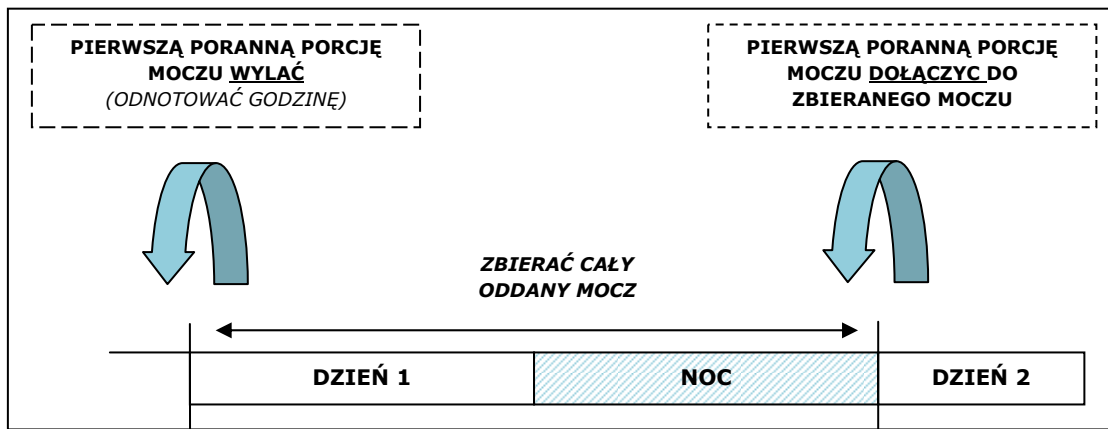 PIERWSZĄ PORANNĄ PORCJĘ
MOCZU WYLAĆ
(ODNOTOWAĆ GODZINĘ)
PIERWSZĄ PORANNĄ PORCJĘ
MOCZU DOŁĄCZYC DO
ZBIERANEGO MOCZU
ZBIERAĆ CAŁY
ODDANY MOCZ
DZIEŃ 1
NOC
DZIEŃ 2